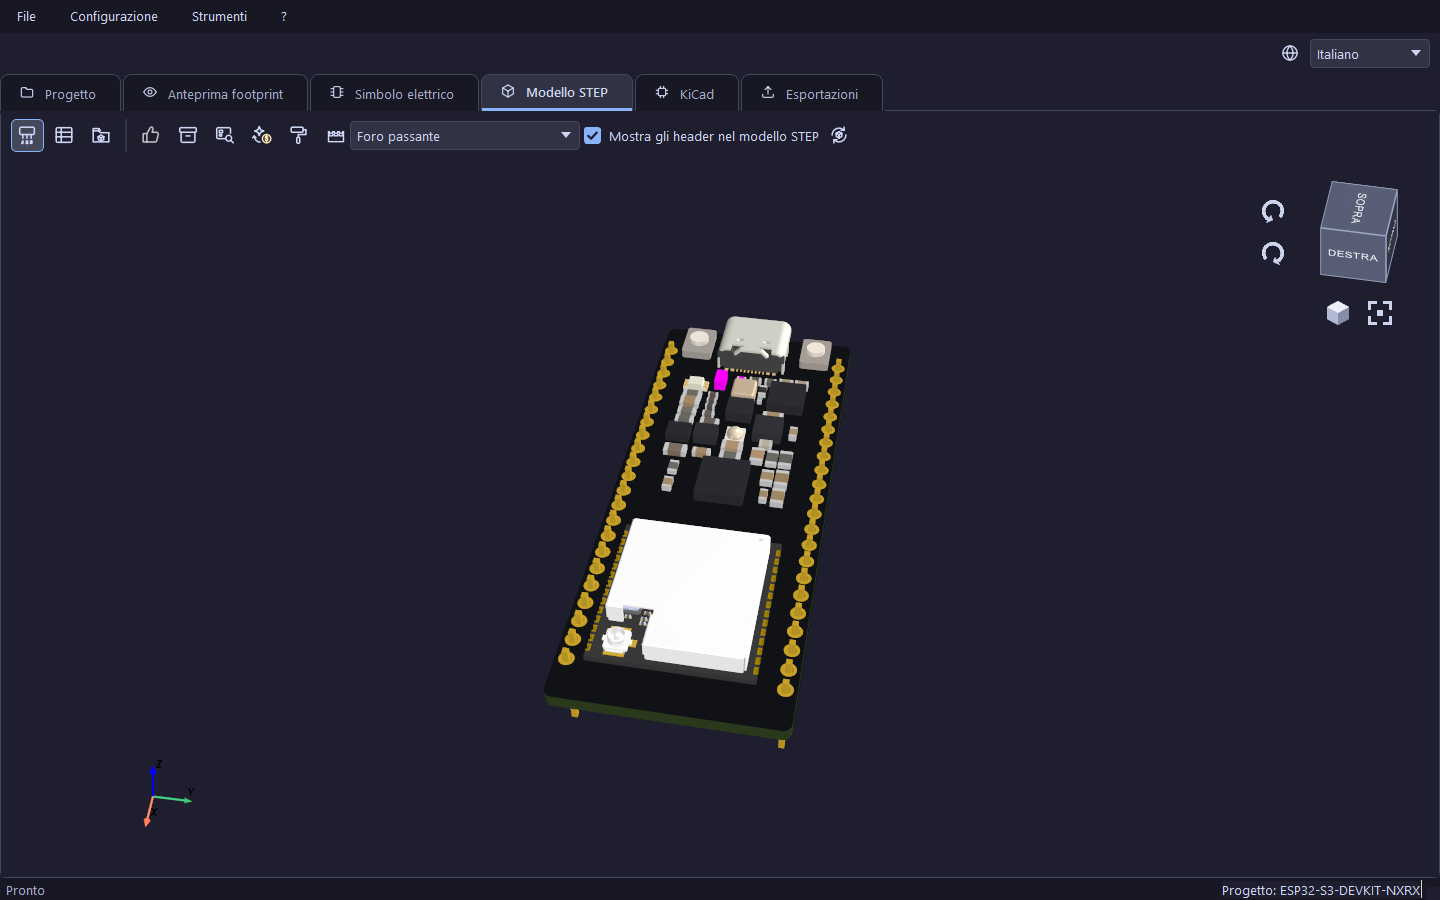 File Configurazione Strumenti ?
Italiano
Progetto Anteprima footprint Simbolo elettrico Modello STEP KiCad Esportazioni
Foro passante Mostra gli header nel modello STEP
SOPRA
DESTRA
Z
Y
X
Pronto Progetto: ESP32-S3-DEVKIT-NXRX